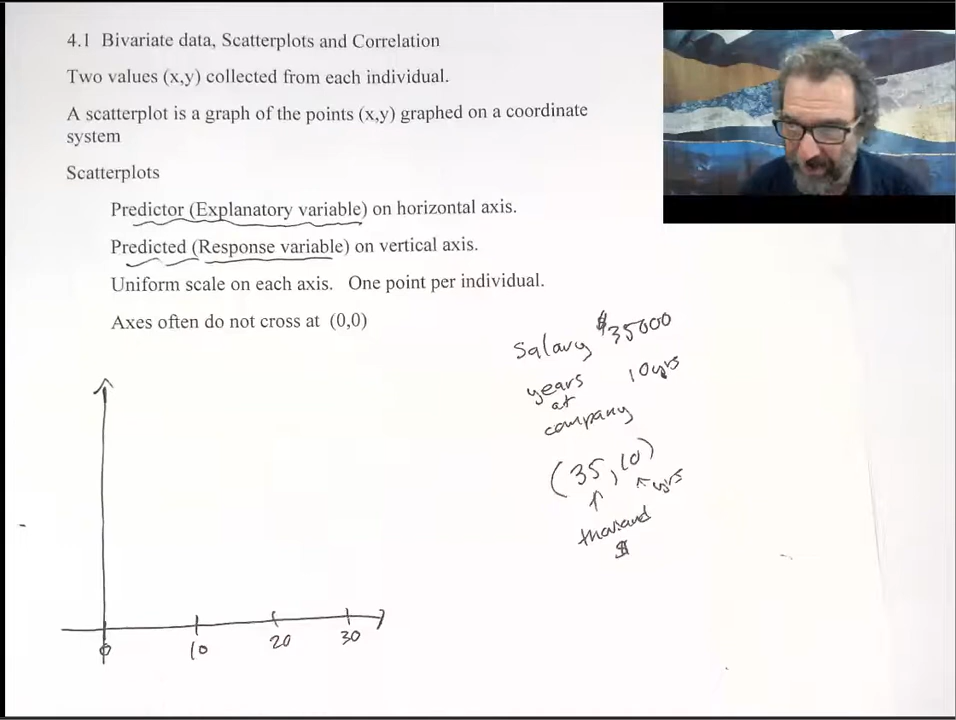 4.1 Bivariate data, Scatterplots and Correlation
Two values (x,y) collected from each individual.
A scatterplot is a graph of the points (x,y) graphed on a coordinate
system
Scatterplots
Predictor (Explanatory variable) on horizontal axis.
Predicted (Response variable) on vertical axis.
Uniform scale on each axis. One point per individual.
Axes often do not cross at (0,0)
Salary $35000
years 10yrs
at
company
(35,10)
↑ ↖ yrs
thousand
$
0 10 20 30